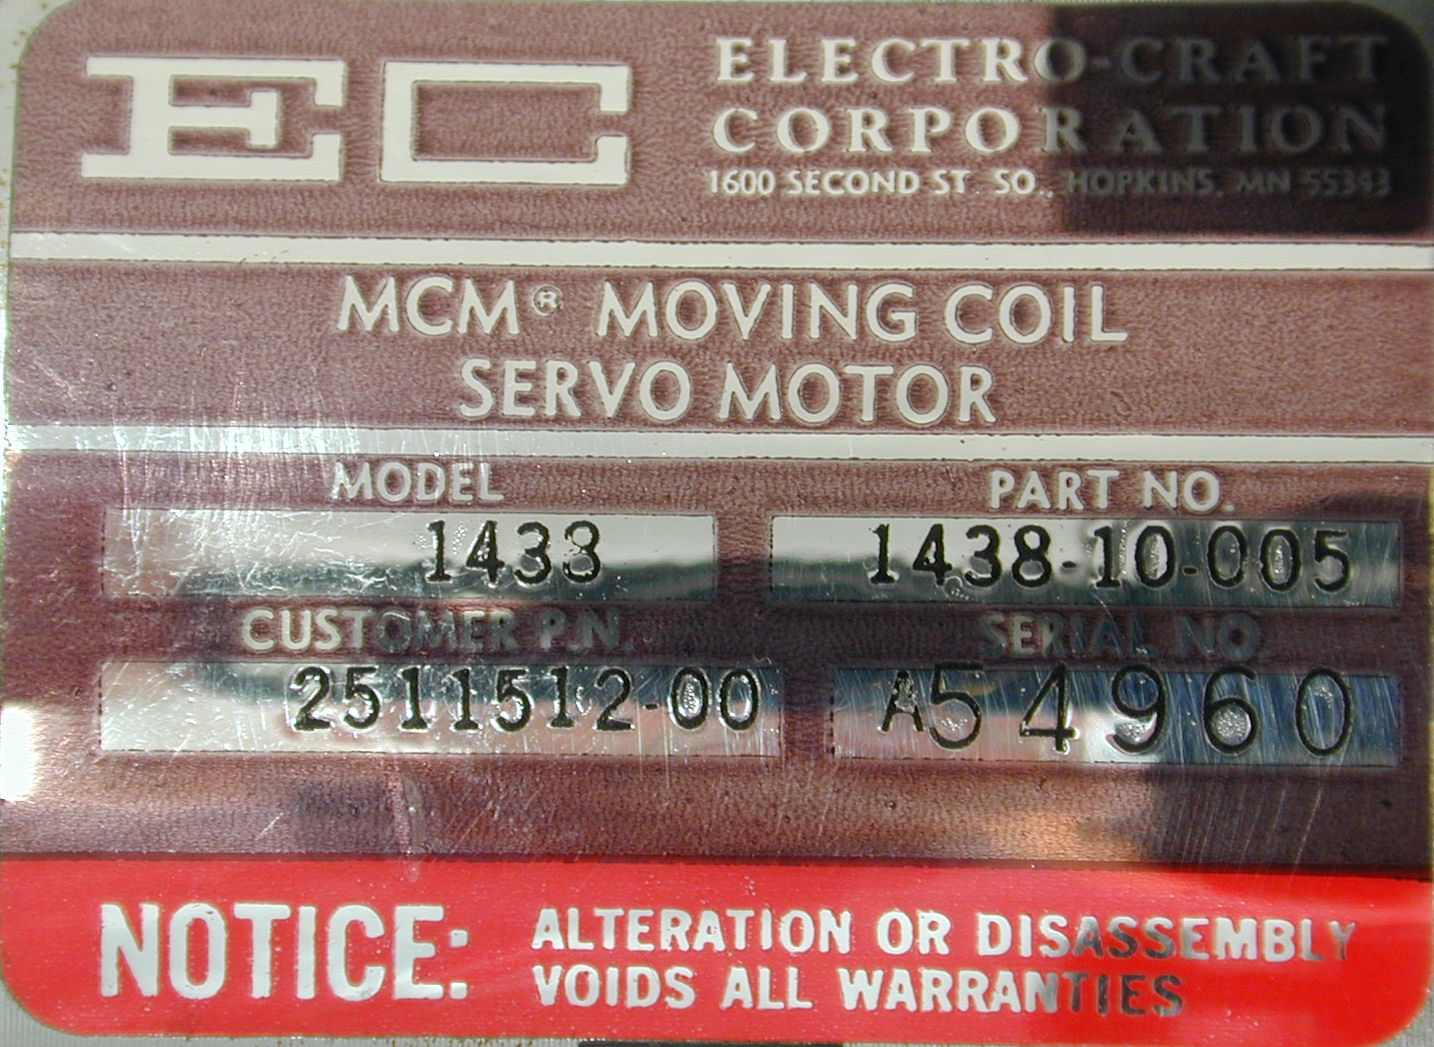 EC
ELECTRO-CRAFT
CORPORATION
1600 SECOND ST. SO., HOPKINS, MN 55343
MCM® MOVING COIL
SERVO MOTOR
MODEL
1438
PART NO.
1438-10-005
CUSTOMER P.N.
2511512-00
SERIAL NO.
A54960
NOTICE: ALTERATION OR DISASSEMBLY
VOIDS ALL WARRANTIES